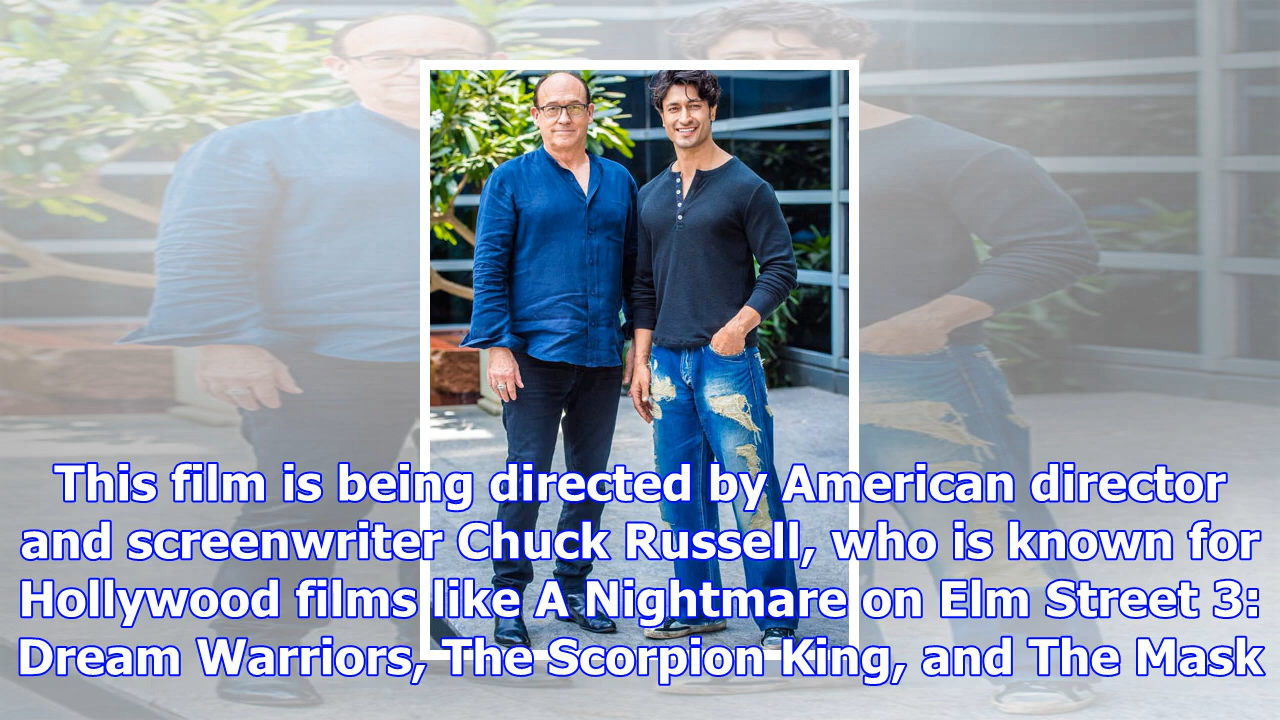 This film is being directed by American director
and screenwriter Chuck Russell, who is known for
Hollywood films like A Nightmare on Elm Street 3:
Dream Warriors, The Scorpion King, and The Mask